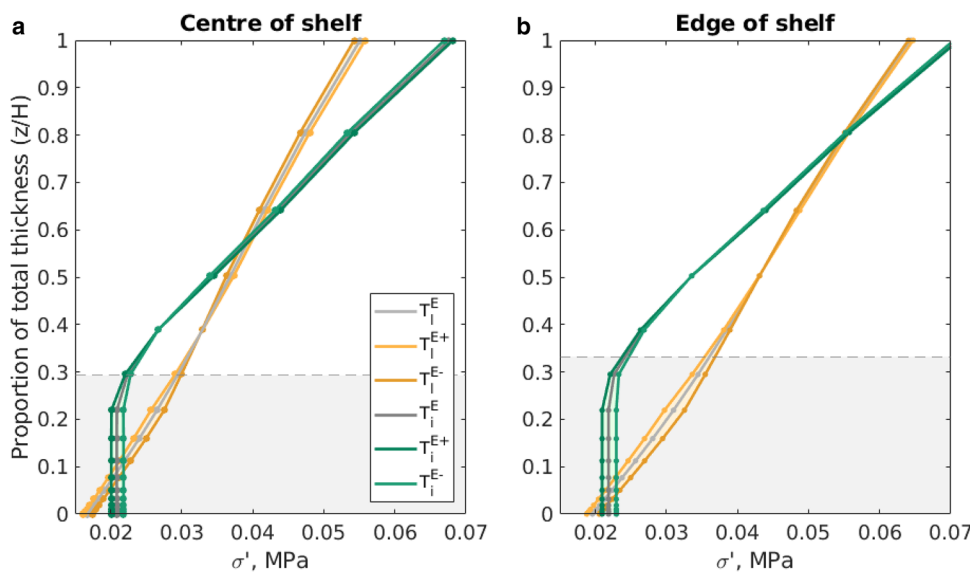 a
Centre of shelf
b
Edge of shelf
Proportion of total thickness (z/H)
1
0.9
0.8
0.7
0.6
0.5
0.4
0.3
0.2
0.1
0
0.02
0.03
0.04
0.05
0.06
0.07
σ', MPa
T_l^E
T_l^E+
T_l^E-
T_i^E
T_i^E+
T_i^E-
1
0.9
0.8
0.7
0.6
0.5
0.4
0.3
0.2
0.1
0
0.02
0.03
0.04
0.05
0.06
0.07
σ', MPa